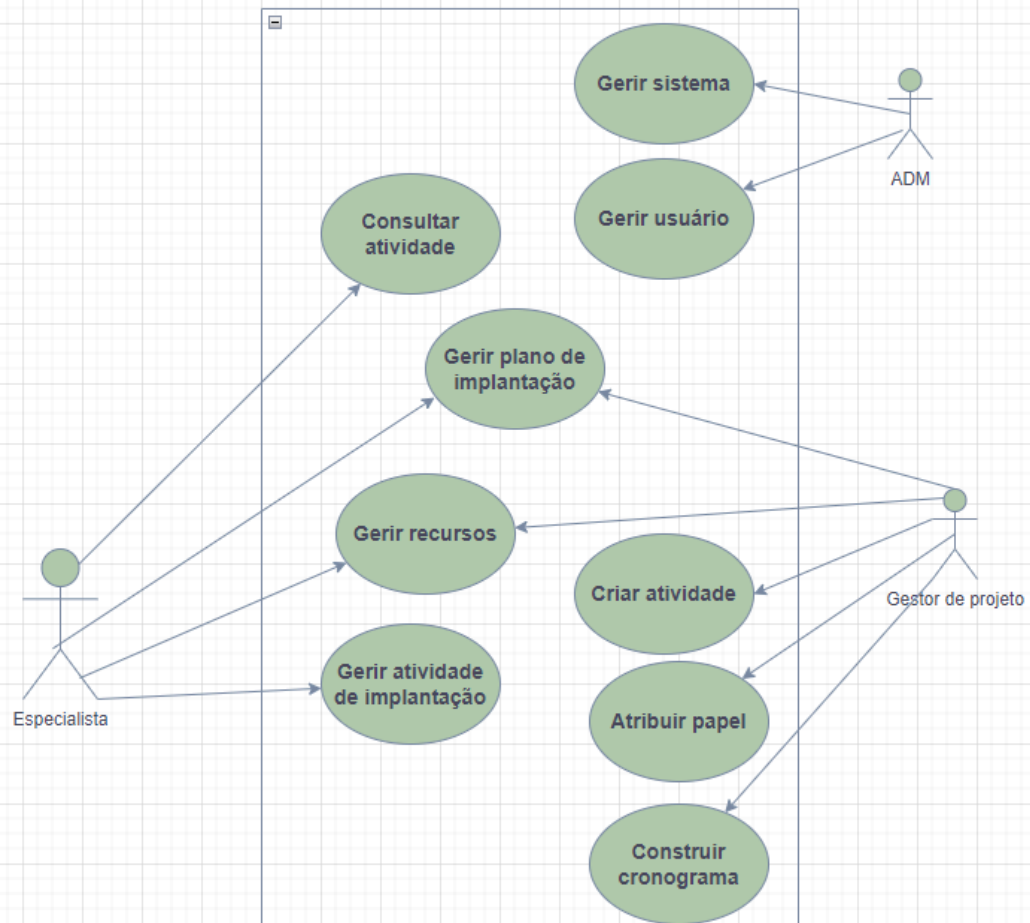 Gerir sistema
ADM
Gerir usuário
Consultar
atividade
Gerir plano de
implantação
Gerir recursos
Criar atividade
Gestor de projeto
Gerir atividade
de implantação
Especialista
Atribuir papel
Construir
cronograma